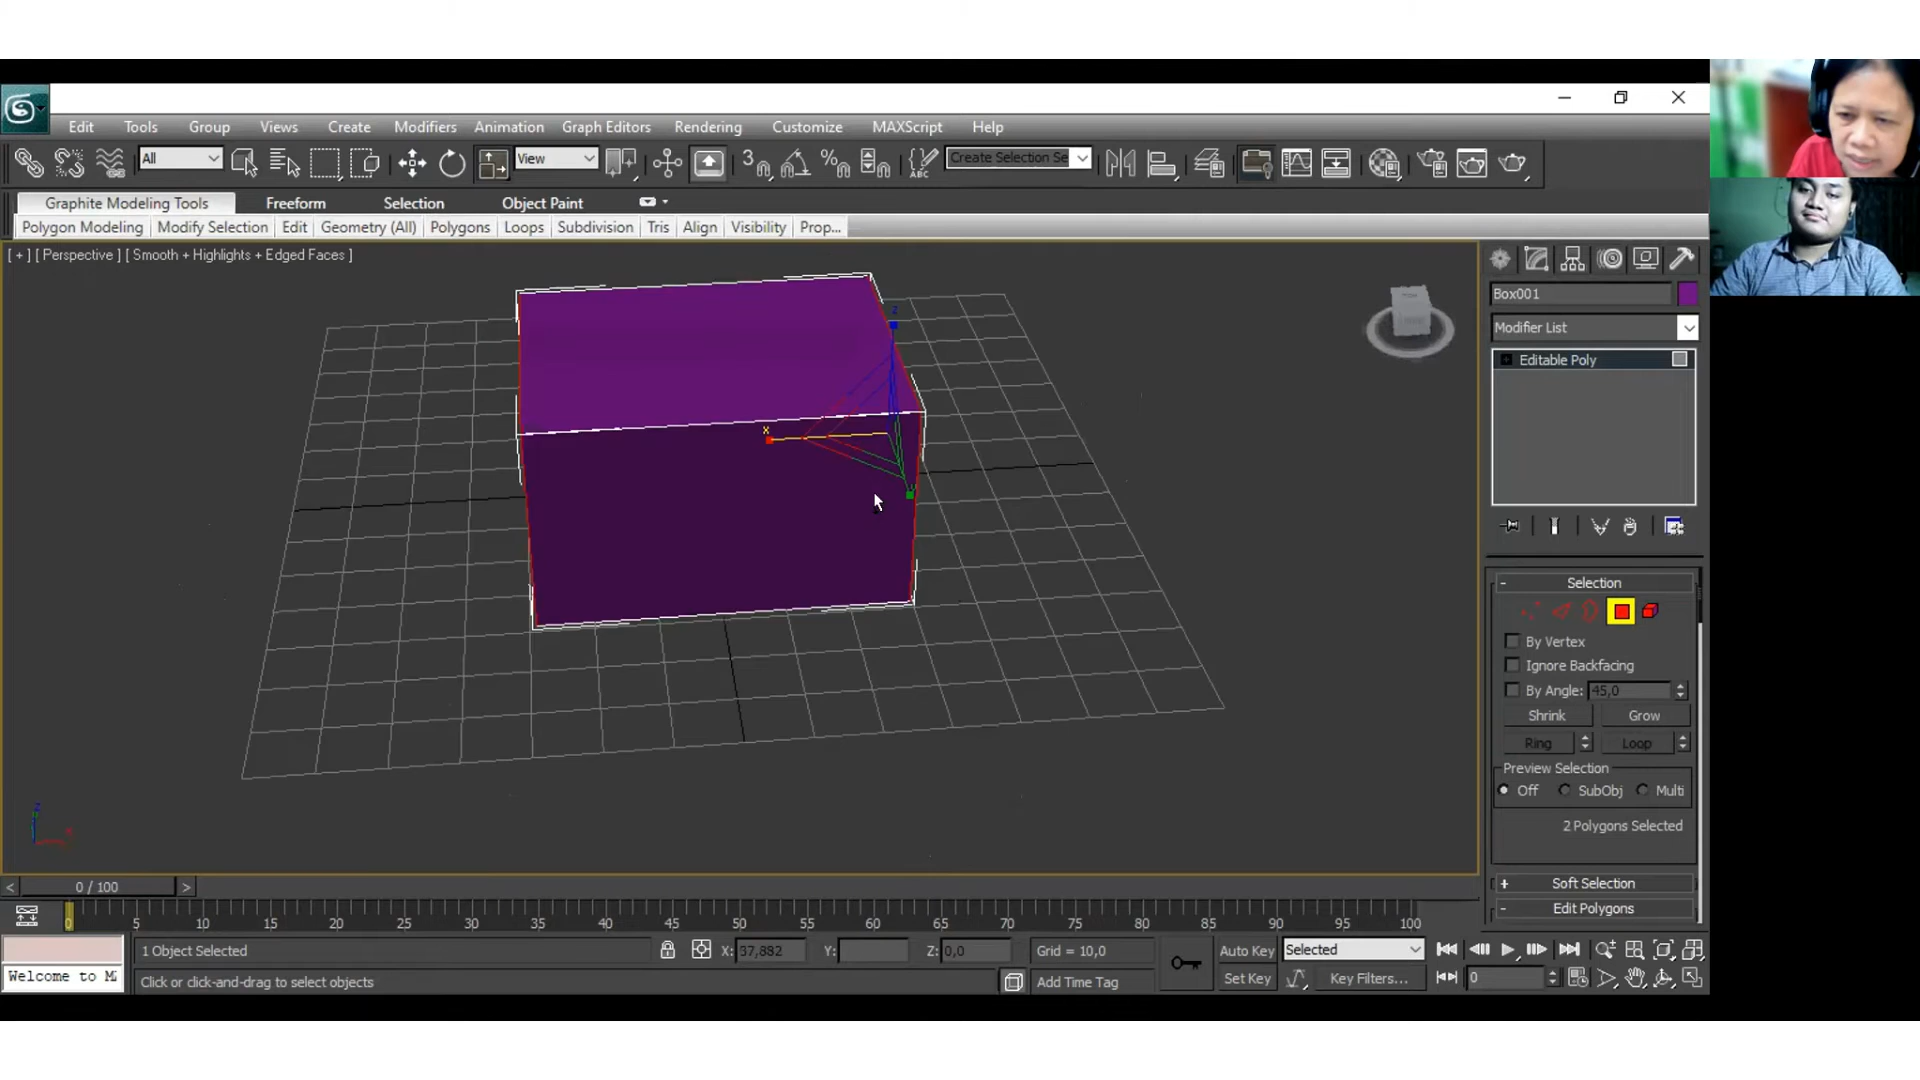 Edit Tools Group Views Create Modifiers Animation Graph Editors Rendering Customize MAXScript Help
All View 3 % ABC Create Selection Se
Graphite Modeling Tools Freeform Selection Object Paint
Polygon Modeling Modify Selection Edit Geometry (All) Polygons Loops Subdivision Tris Align Visibility Prop...
[ + ] [ Perspective ] [ Smooth + Highlights + Edged Faces ]
Box001
Modifier List
Editable Poly
z
x
Selection
By Vertex
Ignore Backfacing
By Angle: 45,0
Shrink Grow
Ring Loop
Preview Selection
Off SubObj Multi
2 Polygons Selected
Soft Selection
Edit Polygons
z
0 / 100
0 5 10 15 20 25 30 35 40 45 50 55 60 65 70 75 80 85 90 95 100
1 Object Selected X: 37,882 Y: Z: 0,0 Grid = 10,0 Auto Key Selected
Welcome to M Click or click-and-drag to select objects Add Time Tag Set Key Key Filters... 0